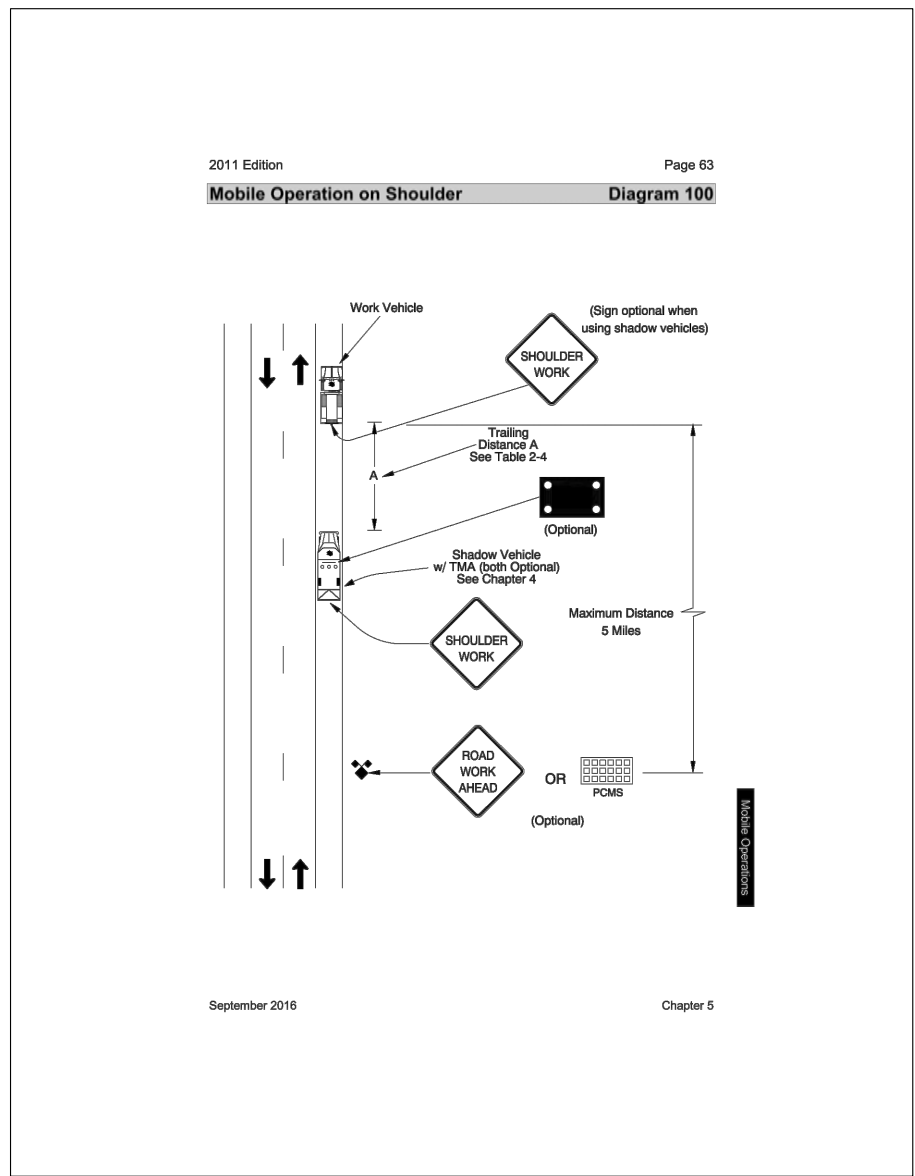 2011 Edition
Page 63
Mobile Operation on Shoulder
Diagram 100
Work Vehicle
(Sign optional when
using shadow vehicles)
SHOULDER
WORK
Trailing
Distance A
See Table 2-4
A
(Optional)
Shadow Vehicle
w/ TMA (both Optional)
See Chapter 4
Maximum Distance
5 Miles
SHOULDER
WORK
ROAD
WORK
AHEAD
OR
PCMS
(Optional)
Mobile Operations
September 2016
Chapter 5